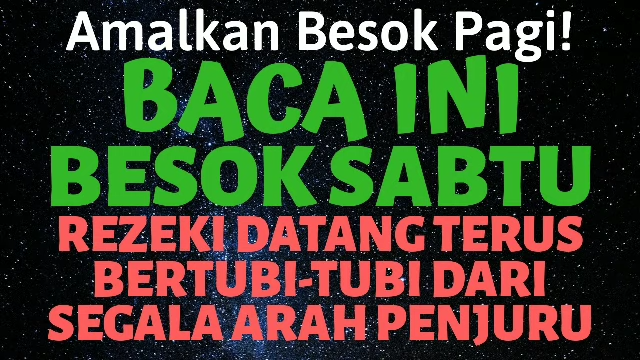 Amalkan Besok Pagi!
BACA INI
BESOK SABTU
REZEKI DATANG TERUS
BERTUBI-TUBI DARI
SEGALA ARAH PENJURU